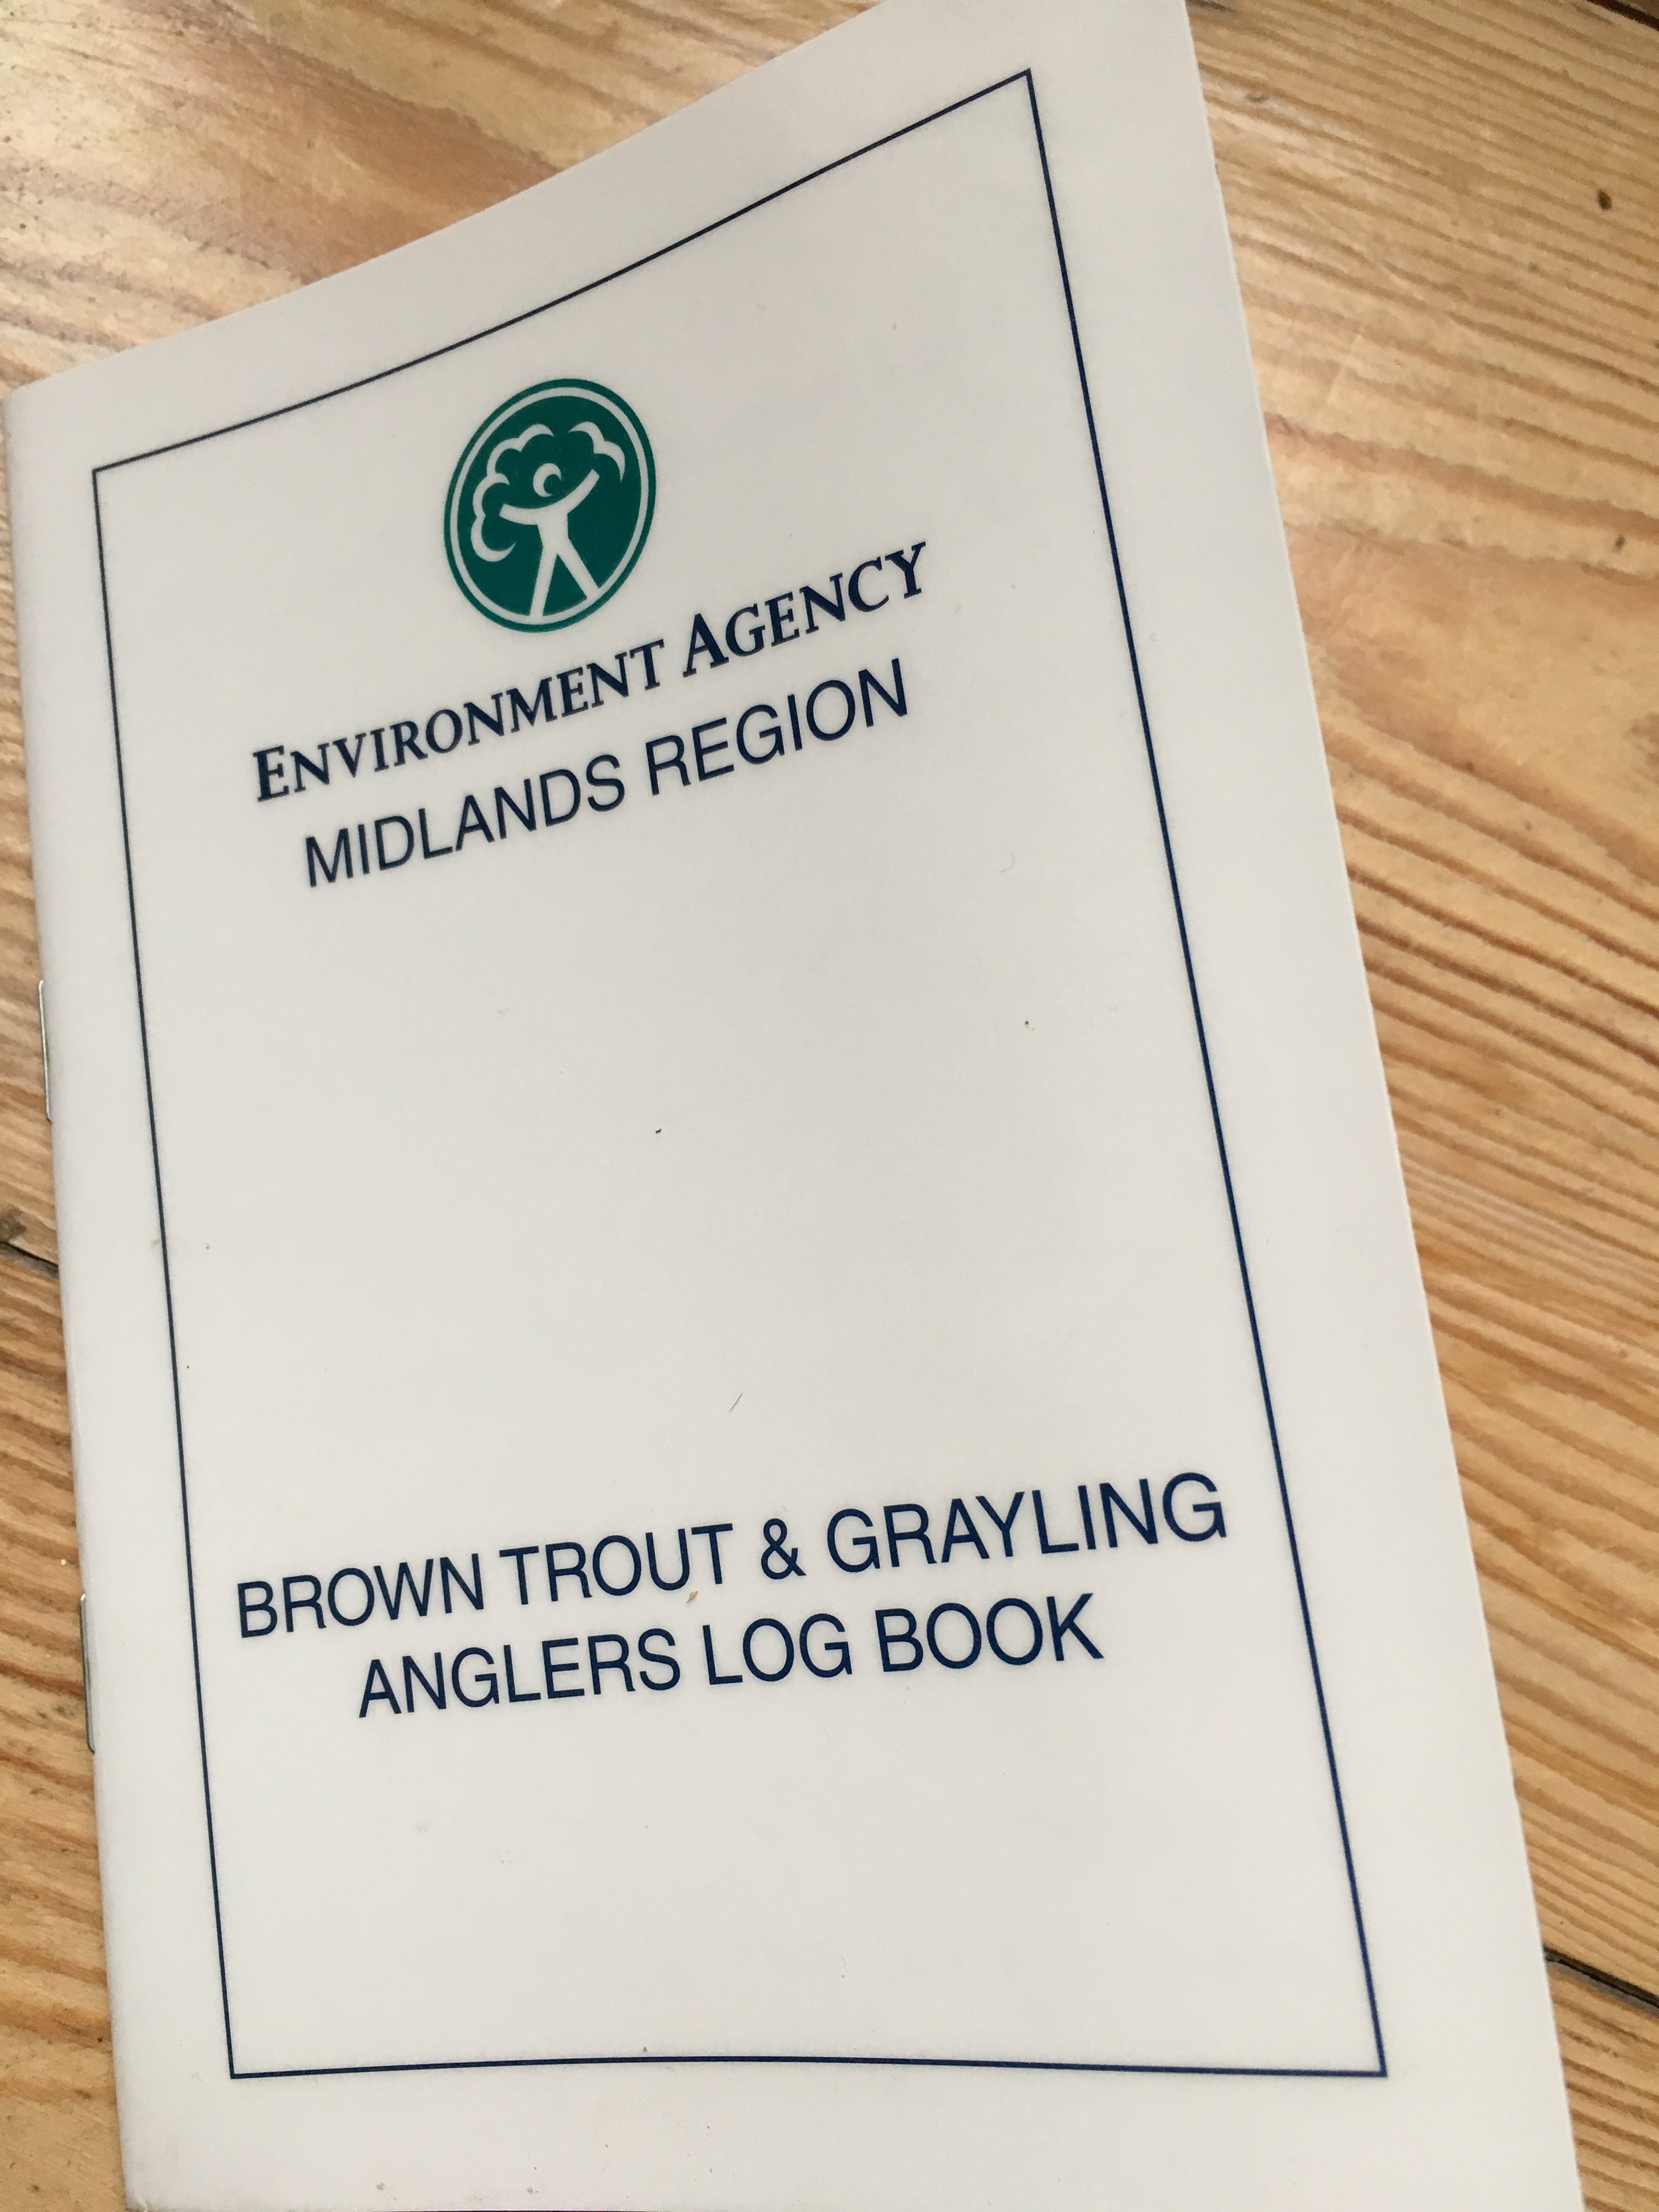 ENVIRONMENT AGENCY
MIDLANDS REGION
BROWN TROUT & GRAYLING
ANGLERS LOG BOOK